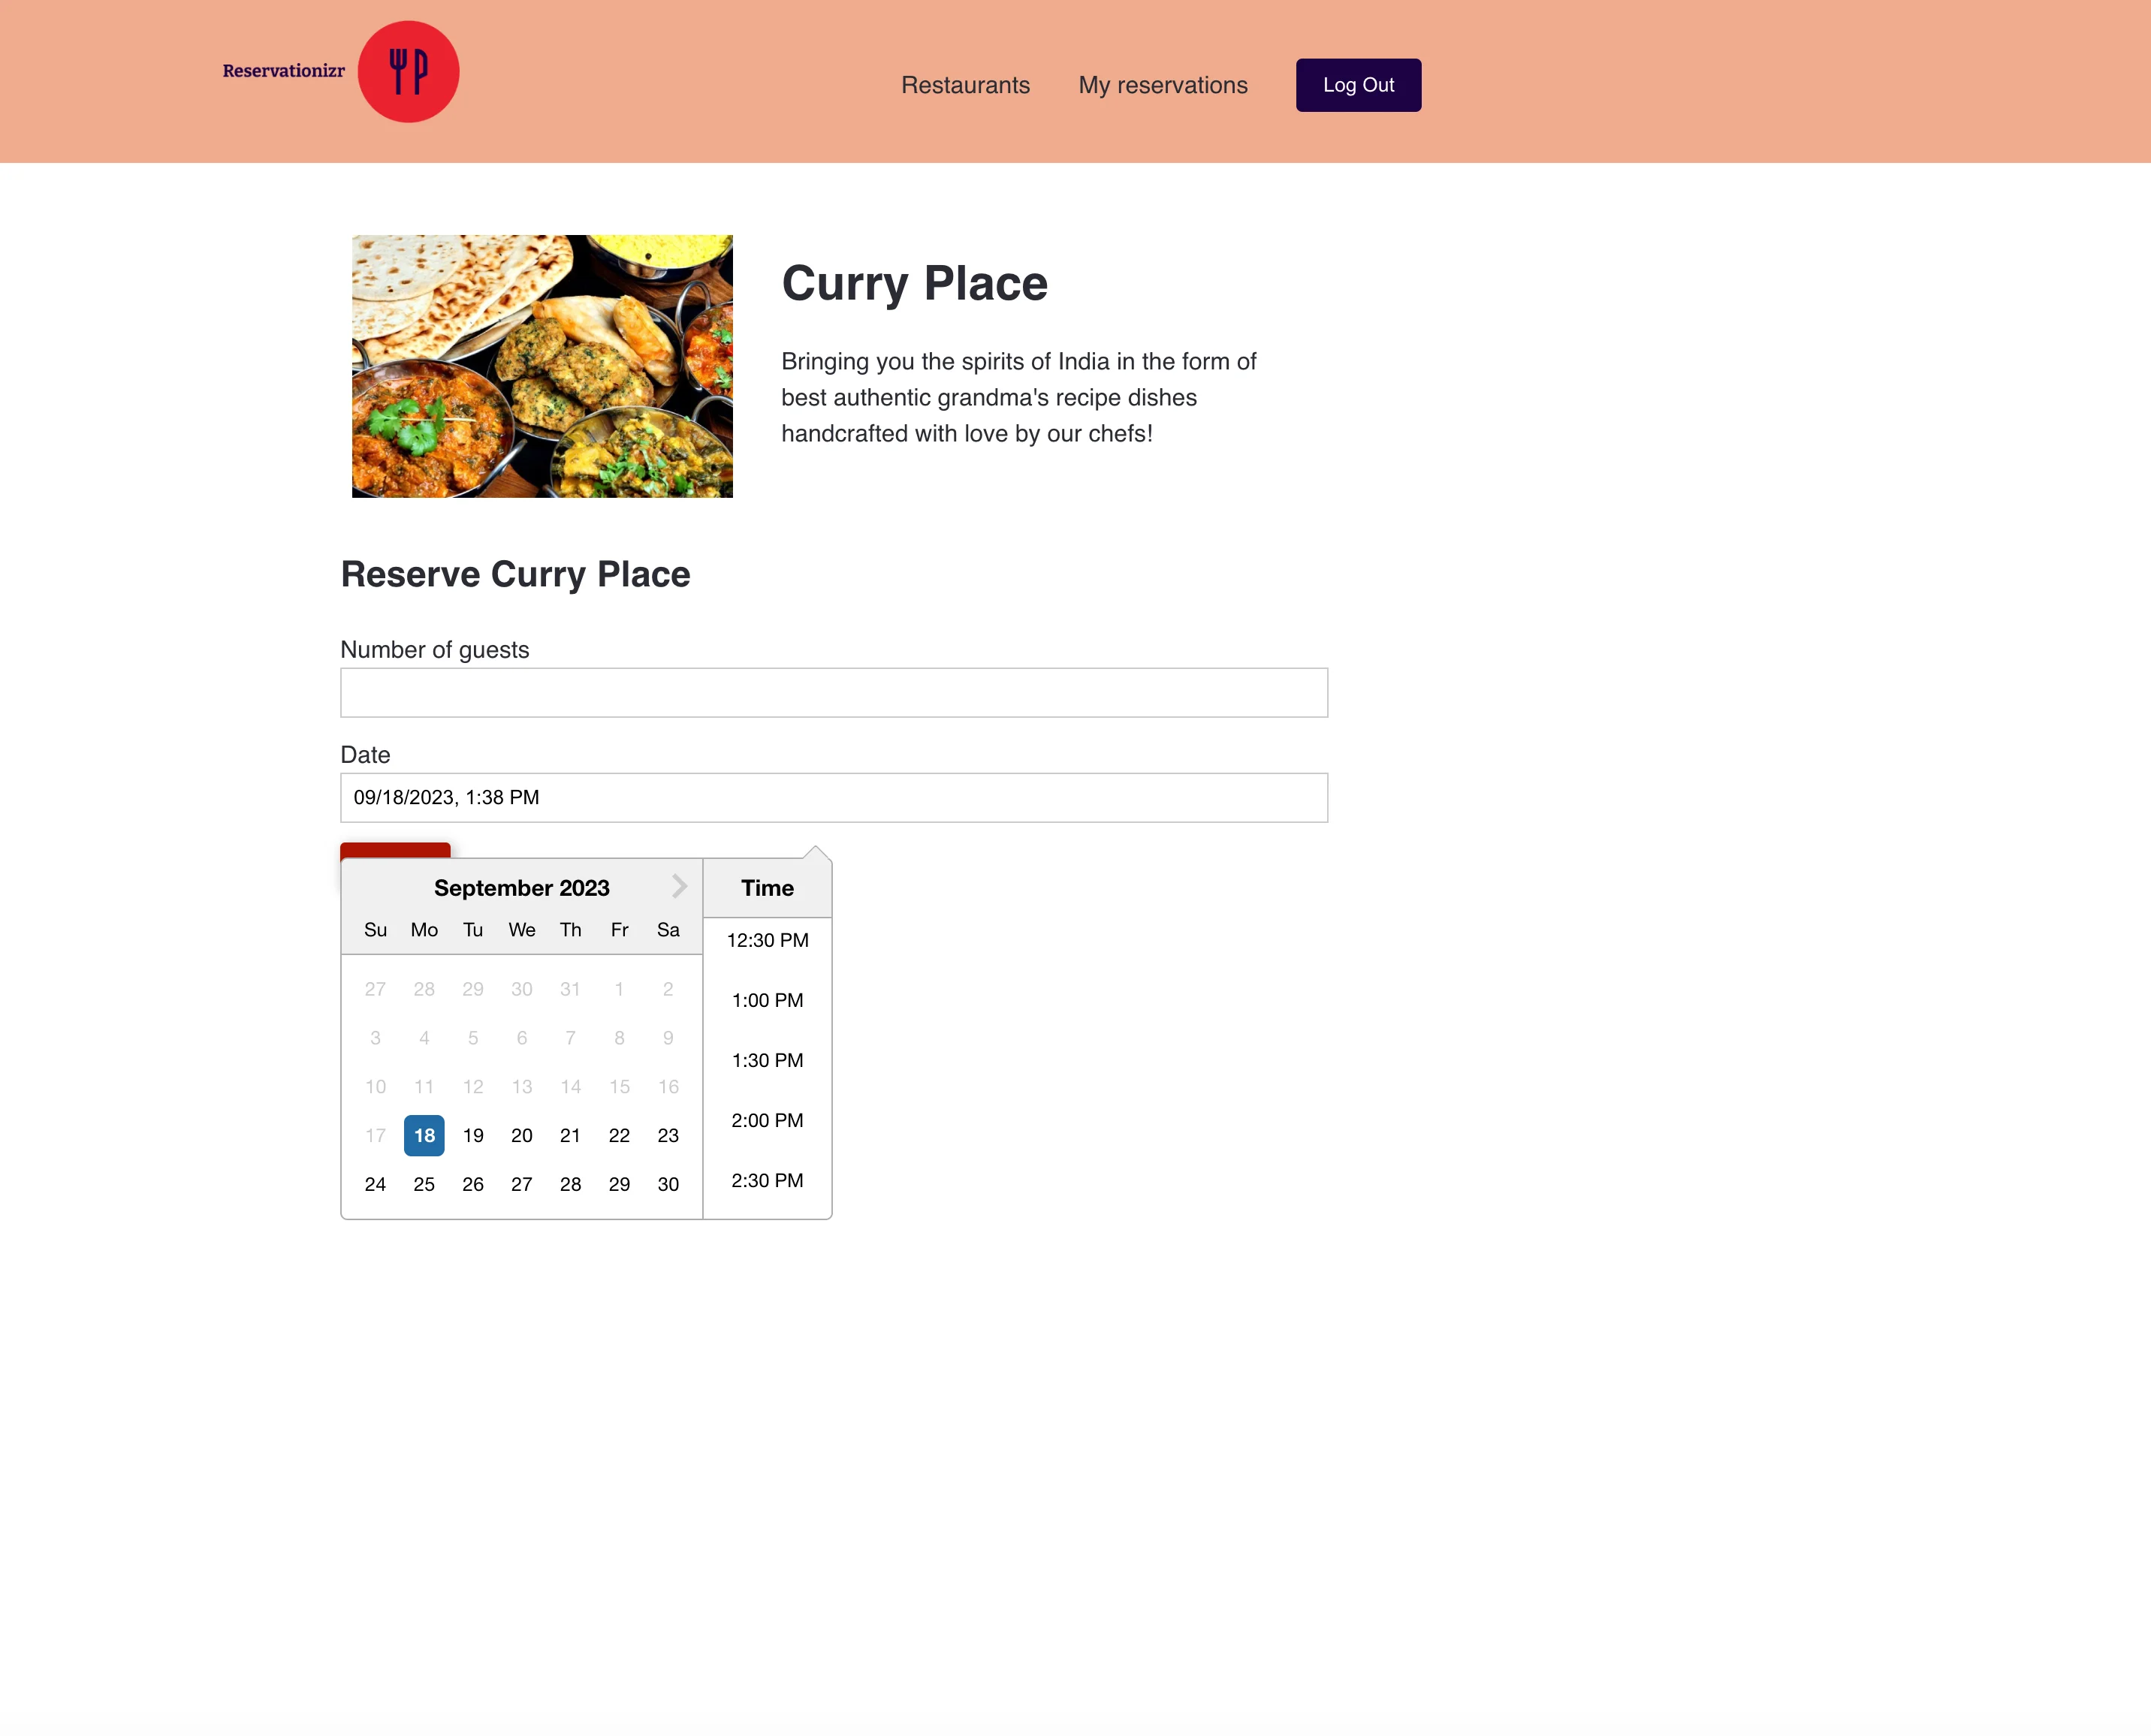 Reservationizr
Restaurants
My reservations
Log Out
Curry Place
Bringing you the spirits of India in the form of
best authentic grandma's recipe dishes
handcrafted with love by our chefs!
Reserve Curry Place
Number of guests
Date
09/18/2023, 1:38 PM
September 2023
Su Mo Tu We Th Fr Sa
27 28 29 30 31 1 2
3 4 5 6 7 8 9
10 11 12 13 14 15 16
17 18 19 20 21 22 23
24 25 26 27 28 29 30
Time
12:30 PM
1:00 PM
1:30 PM
2:00 PM
2:30 PM